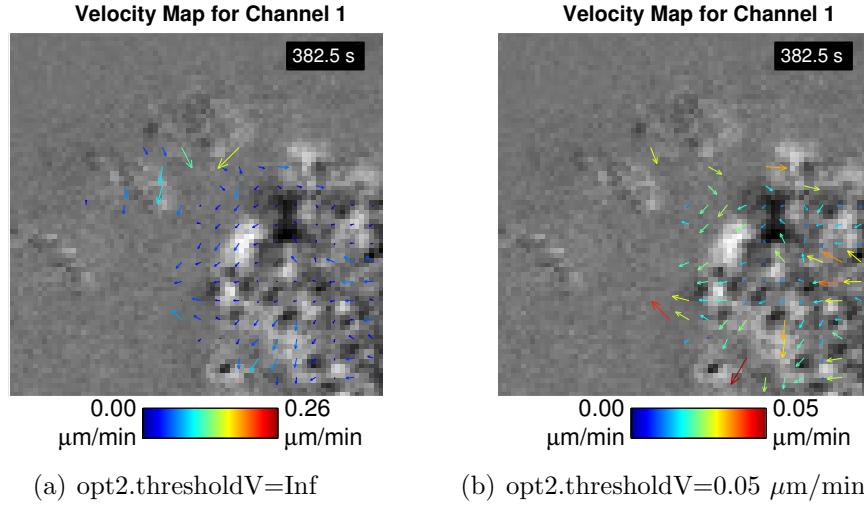 Velocity Map for Channel 1
382.5 s
0.00 0.26
μm/min μm/min
(a) opt2.thresholdV=Inf
Velocity Map for Channel 1
382.5 s
0.00 0.05
μm/min μm/min
(b) opt2.thresholdV=0.05 μm/min